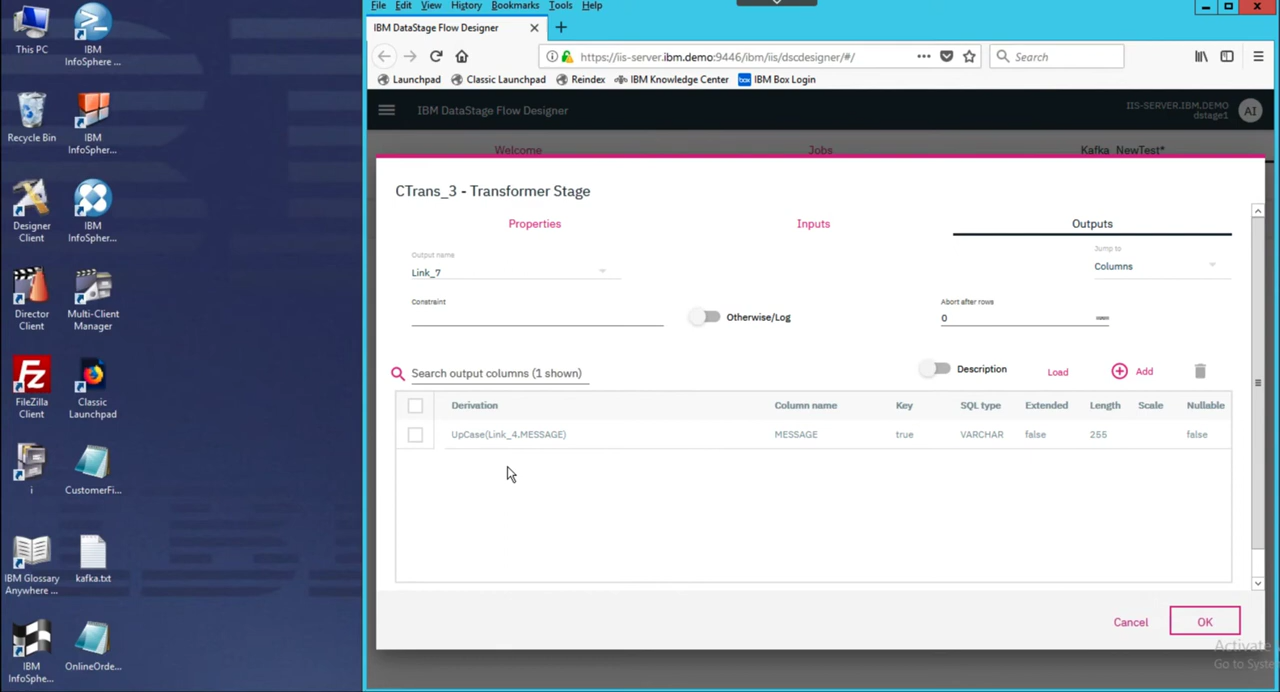 This PC
IBM
InfoSphere ...
Recycle Bin
IBM
InfoSpher...
Designer
Client
IBM
InfoSpher...
Director
Client
Multi-Client
Manager
FileZilla
Client
Classic
Launchpad
i
CustomerFi...
IBM Glossary
Anywhere ...
kafka.txt
IBM
InfoSphe...
OnlineOrde...
File Edit View History Bookmarks Tools Help
IBM DataStage Flow Designer
https://iis-server.ibm.demo:9446/ibm/iis/dscdesigner/#/
Search
Launchpad Classic Launchpad Reindex IBM Knowledge Center box IBM Box Login
IBM DataStage Flow Designer
IIS-SERVER.IBM.DEMO
dstage1
AI
Welcome Jobs Kafka_NewTest*
CTrans_3 - Transformer Stage
Properties Inputs Outputs
Output name
Link_7
Jump to
Columns
Constraint
Otherwise/Log
Abort after rows
0
Search output columns (1 shown)
Description Load Add
Derivation Column name Key SQL type Extended Length Scale Nullable
UpCase(Link_4.MESSAGE) MESSAGE true VARCHAR false 255 false
Cancel OK
Activate
Go to Syste